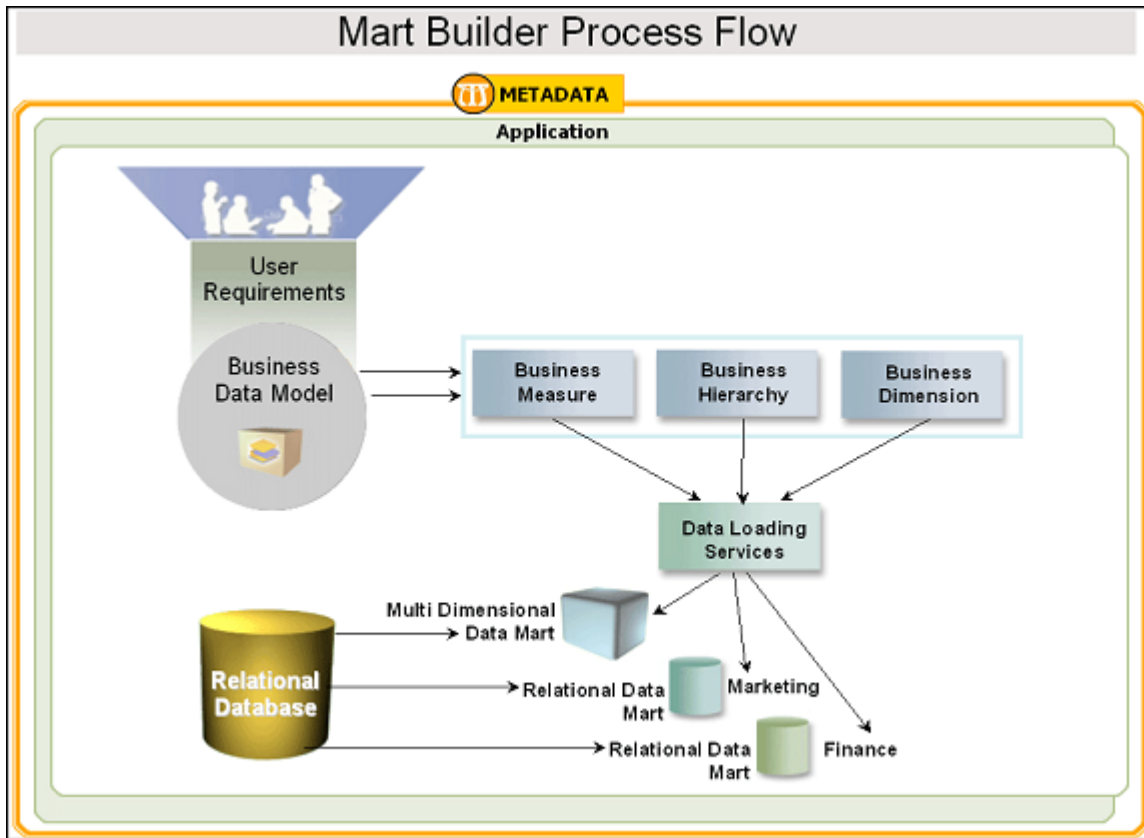 Mart Builder Process Flow
METADATA
Application
User
Requirements
Business
Data Model
Business
Measure
Business
Hierarchy
Business
Dimension
Data Loading
Services
Multi Dimensional
Data Mart
Relational
Database
Relational Data
Mart
Marketing
Relational Data
Mart
Finance